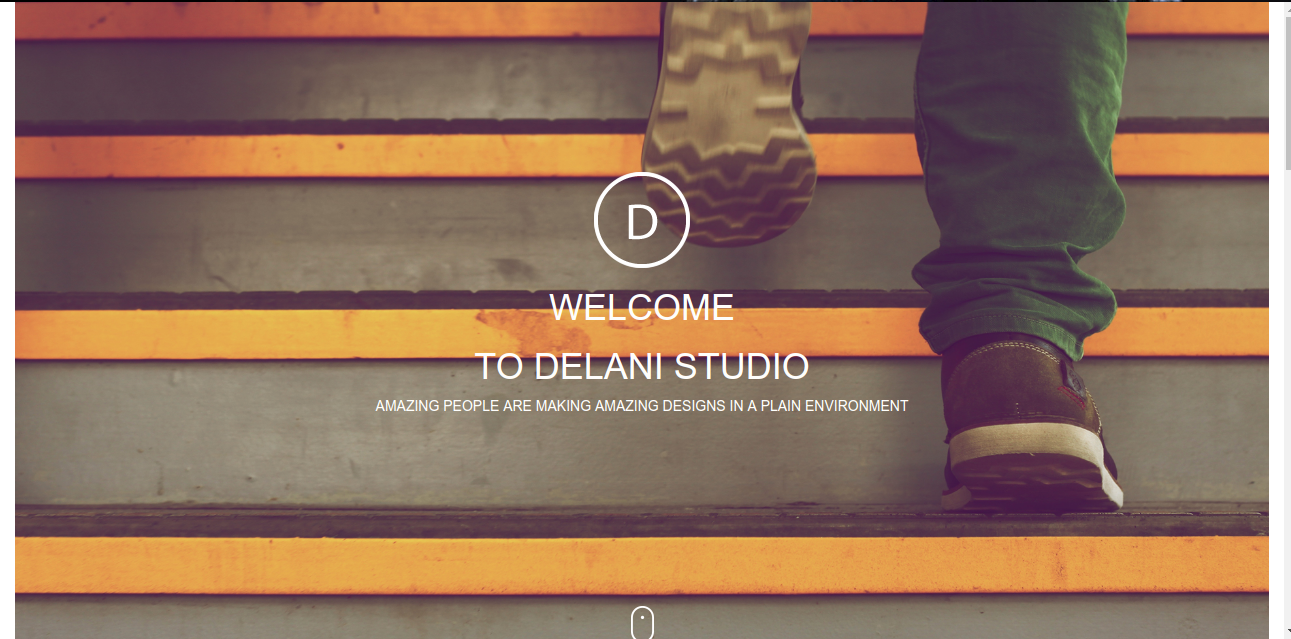 D
WELCOME
TO DELANI STUDIO
AMAZING PEOPLE ARE MAKING AMAZING DESIGNS IN A PLAIN ENVIRONMENT